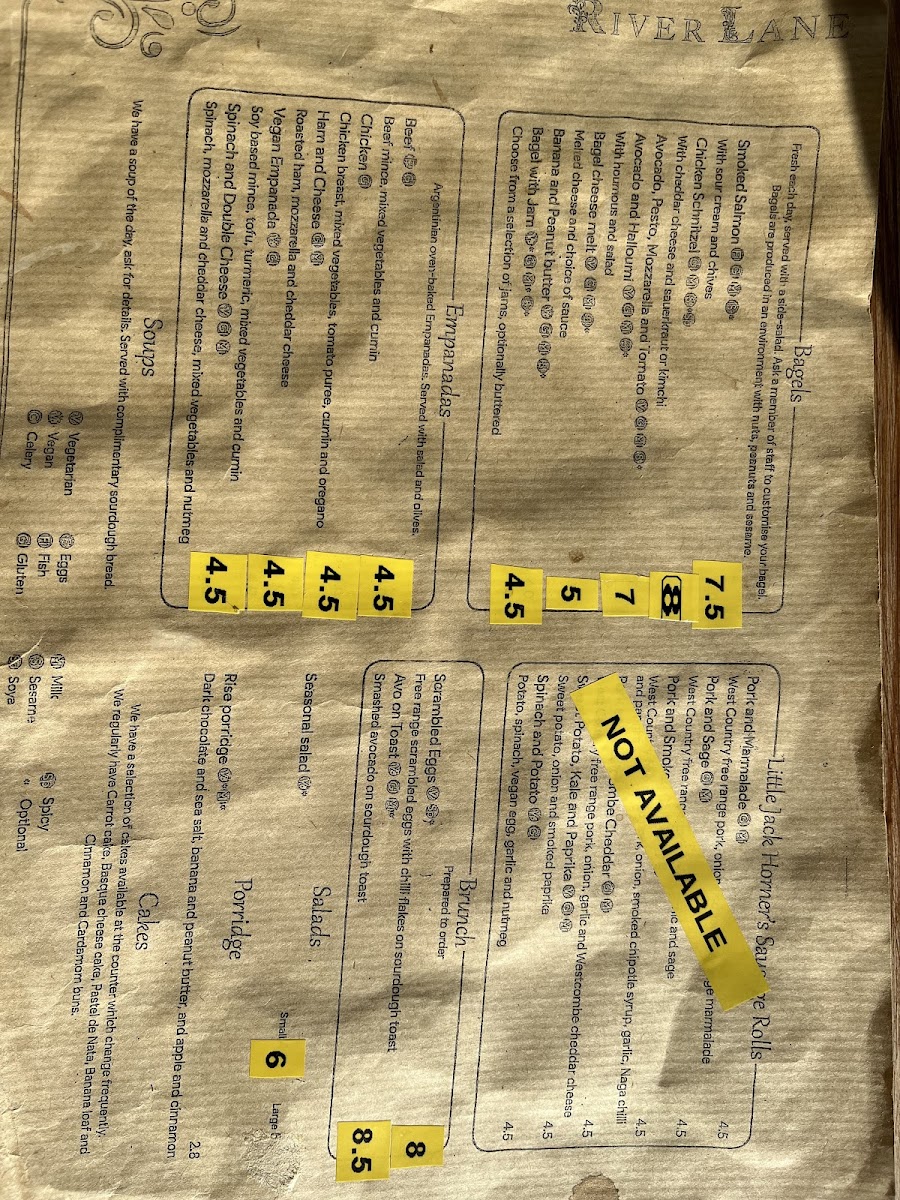 RIVER LANE
Bagels
Fresh each day, served with a side-salad. Ask a member of staff to customise your bagel.
Bagels are produced in an environment with nuts, peanuts and sesame.
Smoked Salmon
With sour cream and chives
7.5
Chicken Schnitzel
With cheddar cheese and sauerkraut or kimchi
8
Avocado, Pesto, Mozzarella and Tomato
Avocado and Halloumi
With houmous and salad
7
Bagel cheese melt
Melted cheese and choice of sauce
5
Banana and Peanut butter
Bagel with Jam
Choose from a selection of jams, optionally buttered
4.5
Empanadas
Argentinian oven-baked Empanadas. Served with salad and olives.
Beef
Beef mince, mixed vegetables and cumin
4.5
Chicken
Chicken breast, mixed vegetables, tomato puree, cumin and oregano
4.5
Ham and Cheese
Roasted ham, mozzarella and cheddar cheese
Vegan Empanada
Soy based mince, tofu, turmeric, mixed vegetables and cumin
4.5
Spinach and Double Cheese
Spinach, mozzarella and cheddar cheese, mixed vegetables and nutmeg
4.5
Soups
We have a soup of the day, ask for details. Served with complimentary sourdough bread.
Little Jack Horner's Rolls
NOT AVAILABLE
Pork and Marmalade
West Country free range pork, marmalade
4.5
Pork and Sage
West Country free and sage
4.5
Pork and
West onion, smoked chipotle syrup, garlic, Naga chilli
4.5
Cheddar
free range pork, onion, garlic and Westcombe cheddar cheese
4.5
Potato, Kale and Paprika
Sweet potato, onion and smoked paprika
4.5
Spinach and Potato
Potato, spinach, vegan egg, garlic and nutmeg
4.5
Brunch
Prepared to order
Scrambled Eggs
Free range scrambled eggs with chilli flakes on sourdough toast
8
Avo on Toast
Smashed avocado on sourdough toast
8.5
Salads
Small Large
Seasonal salad
6
Porridge
Rise porridge
Dark chocolate and sea salt, banana and peanut butter, and apple and cinnamon
2.8
Cakes
We have a selection of cakes available at the counter which change frequently.
We regularly have Carrot cake, Basque cheese cake, Pastel de Nata, Banana loaf and
Cinnamon and Cardamom buns.
Vegetarian Eggs Milk Spicy
Vegan Fish Sesame Optional
Celery Gluten Soya